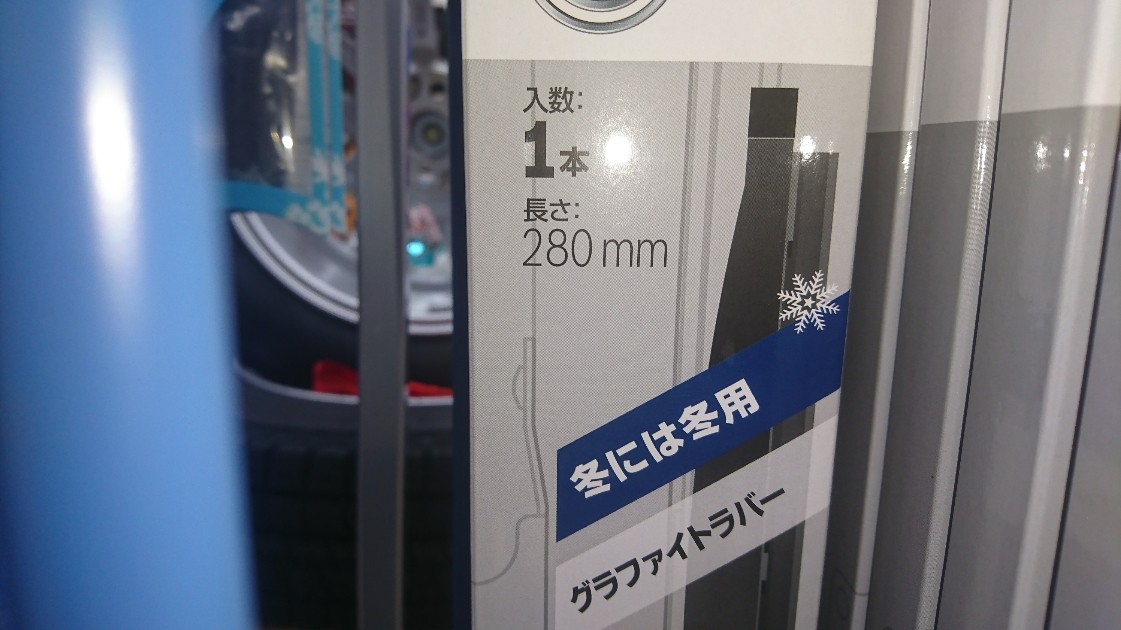 入数:
1本
長さ:
280mm
冬には冬用
グラファイトラバー